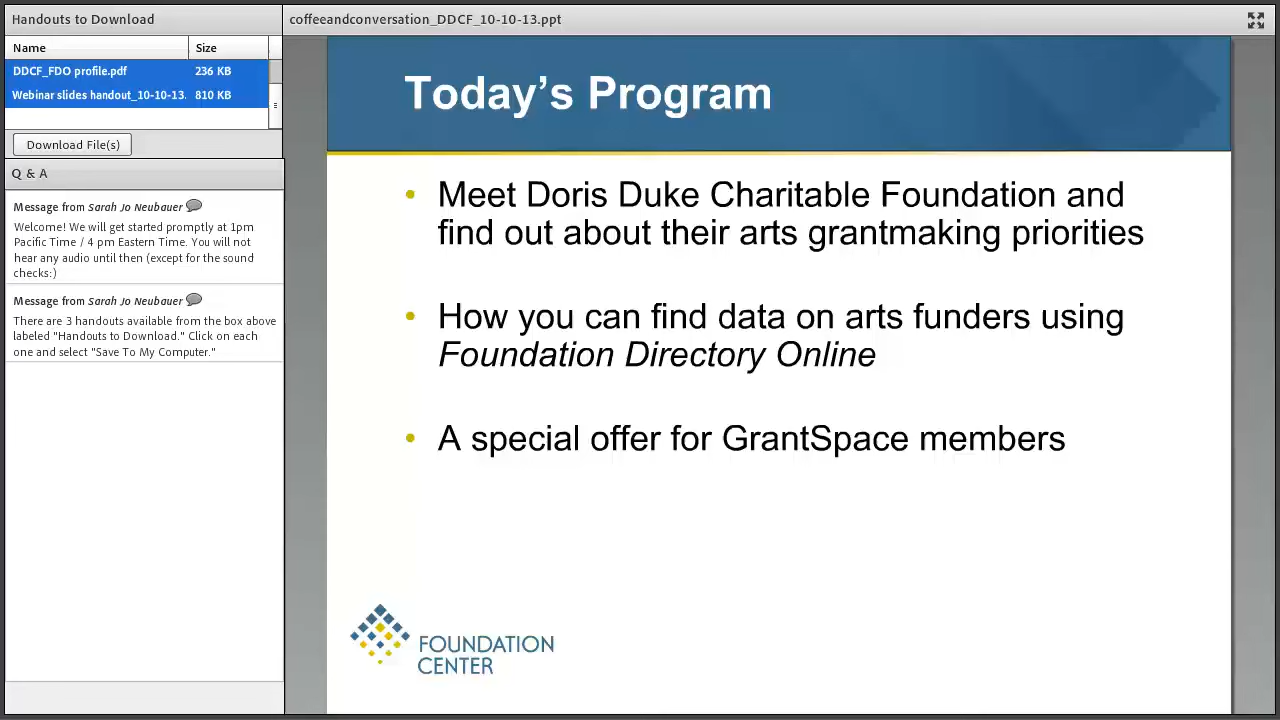 Handouts to Download
Name Size
DDCF_FDO profile.pdf 236 KB
Webinar slides handout_10-10-13. 810 KB
Download File(s)
Q & A
Message from Sarah Jo Neubauer
Welcome! We will get started promptly at 1pm
Pacific Time / 4 pm Eastern Time. You will not
hear any audio until then (except for the sound
checks:)
Message from Sarah Jo Neubauer
There are 3 handouts available from the box above
labeled "Handouts to Download." Click on each
one and select "Save To My Computer."
coffeeandconversation_DDCF_10-10-13.ppt
Today's Program
• Meet Doris Duke Charitable Foundation and
find out about their arts grantmaking priorities
• How you can find data on arts funders using
Foundation Directory Online
• A special offer for GrantSpace members
FOUNDATION
CENTER